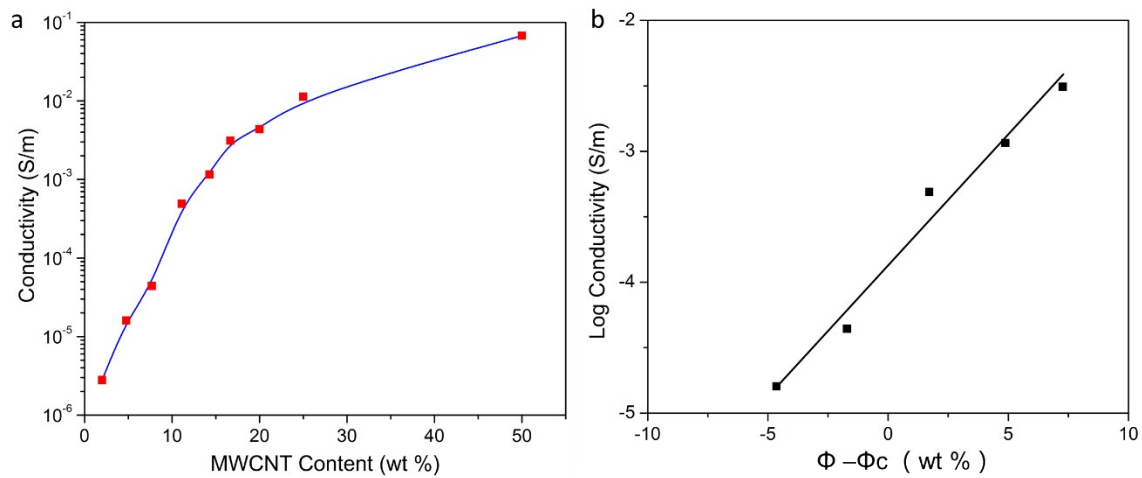 a
Conductivity (S/m)
10⁻¹
10⁻²
10⁻³
10⁻⁴
10⁻⁵
10⁻⁶
0 10 20 30 40 50
MWCNT Content (wt %)
b
Log Conductivity (S/m)
-2
-3
-4
-5
-10 -5 0 5 10
Φ –Φc ( wt % )